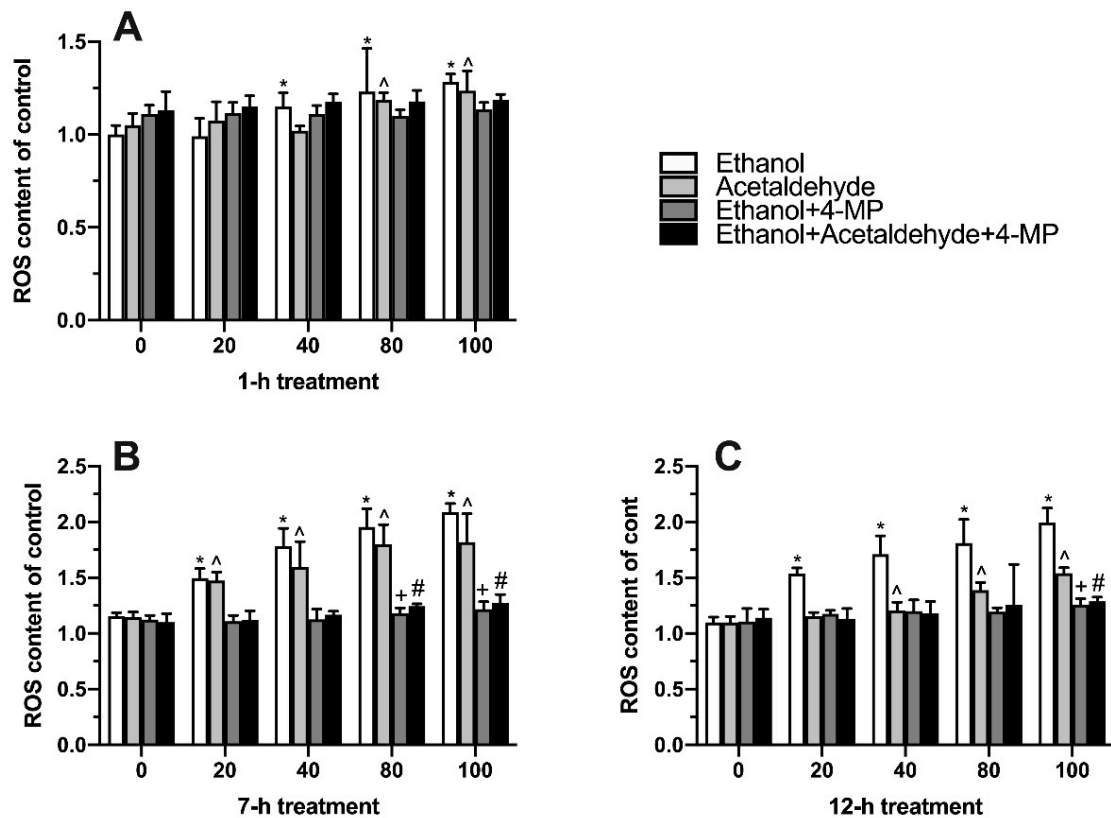 A
ROS content of control
1.5
1.0
0.5
0.0
* * ^ * ^
0 20 40 80 100
1-h treatment
Ethanol
Acetaldehyde
Ethanol+4-MP
Ethanol+Acetaldehyde+4-MP
B
ROS content of control
2.5
2.0
1.5
1.0
0.5
0.0
* ^ * ^ * ^ + # * ^ + #
0 20 40 80 100
7-h treatment
C
ROS content of cont
2.5
2.0
1.5
1.0
0.5
0.0
* * ^ * ^ * ^ + #
0 20 40 80 100
12-h treatment